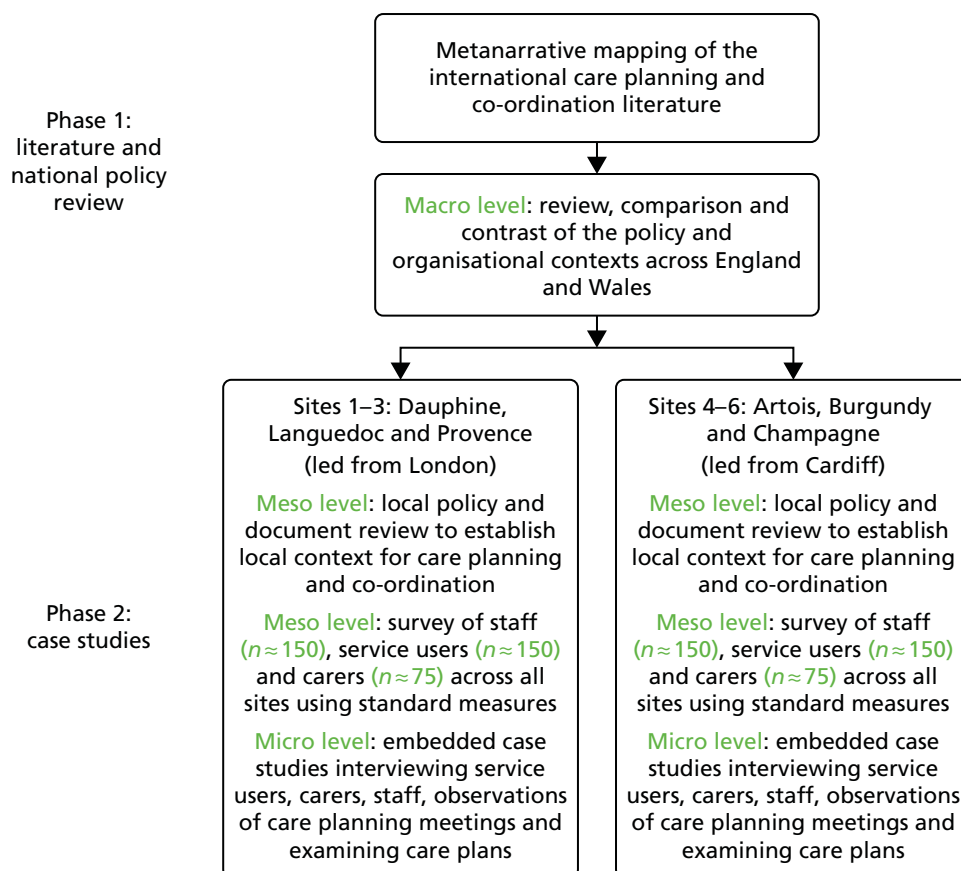 Phase 1:
literature and
national policy
review
Metanarrative mapping of the
international care planning and
co-ordination literature
Macro level: review, comparison and
contrast of the policy and
organisational contexts across England
and Wales
Phase 2:
case studies
Sites 1–3: Dauphine,
Languedoc and Provence
(led from London)
Meso level: local policy and
document review to establish
local context for care planning
and co-ordination
Meso level: survey of staff
(n≈150), service users (n≈150)
and carers (n≈75) across all
sites using standard measures
Micro level: embedded case
studies interviewing service
users, carers, staff, observations
of care planning meetings and
examining care plans
Sites 4–6: Artois, Burgundy
and Champagne
(led from Cardiff)
Meso level: local policy and
document review to establish
local context for care planning
and co-ordination
Meso level: survey of staff
(n≈150), service users (n≈150)
and carers (n≈75) across all
sites using standard measures
Micro level: embedded case
studies interviewing service
users, carers, staff, observations
of care planning meetings and
examining care plans